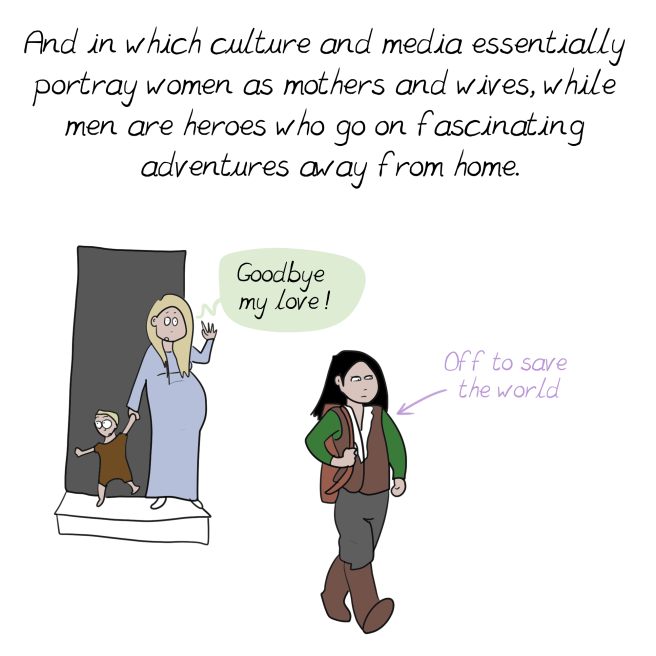 And in which culture and media essentially
portray women as mothers and wives, while
men are heroes who go on fascinating
adventures away from home.
Goodbye
my love!
Off to save
the world